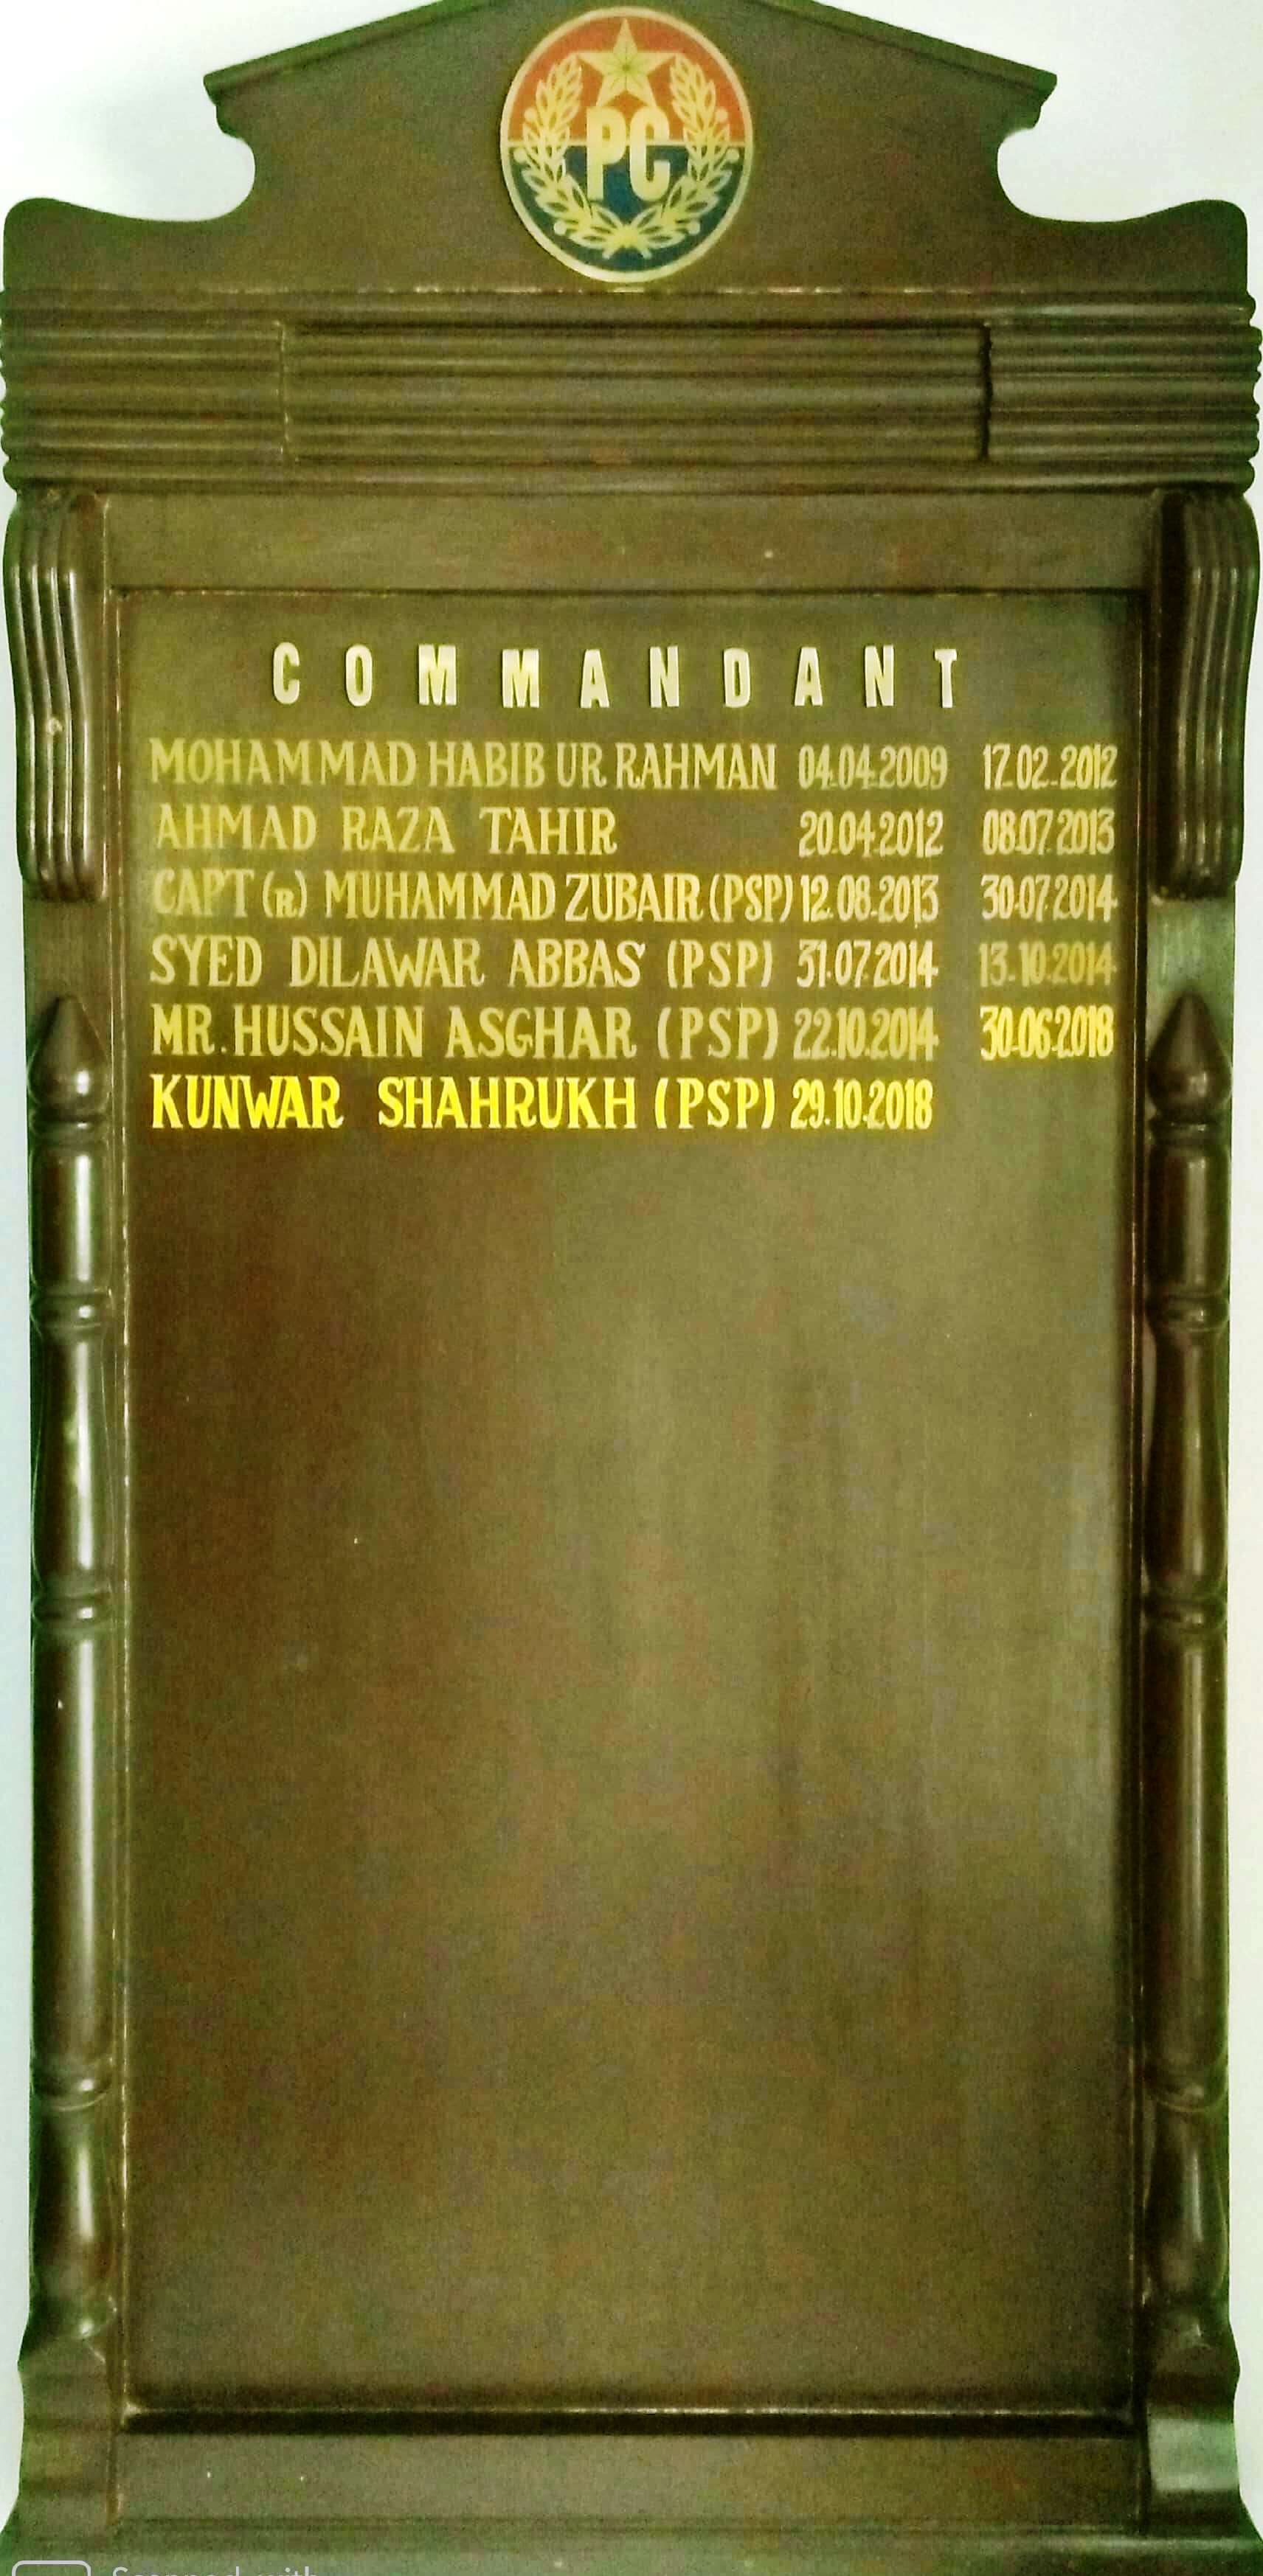 PC
COMMANDANT
MOHAMMAD HABIB UR RAHMAN 04.04.2009 17.02.2012
AHMAD RAZA TAHIR 20.04.2012 08.07.2013
CAPT (R) MUHAMMAD ZUBAIR (PSP) 12.08.2013 30.07.2014
SYED DILAWAR ABBAS (PSP) 31.07.2014 13.10.2014
MR. HUSSAIN ASGHAR (PSP) 22.10.2014 30.06.2018
KUNWAR SHAHRUKH (PSP) 29.10.2018
Scanned with